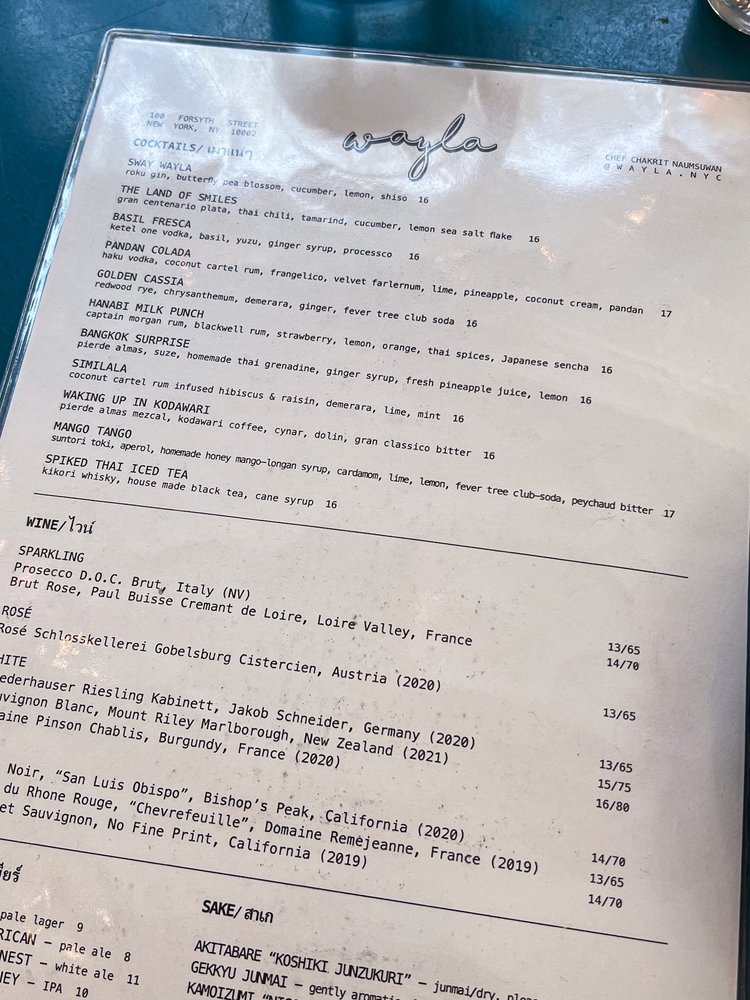 100 FORSYTH STREET
NEW YORK, NY 10002
wayla
CHEF CHAKRIT NAUMSUWAN
@WAYLA.NYC
COCKTAILS/
SWAY WAYLA
roku gin, butterfly pea blossom, cucumber, lemon, shiso 16
THE LAND OF SMILES
gran centenario plata, thai chili, tamarind, cucumber, lemon sea salt flake 16
BASIL FRESCA
ketel one vodka, basil, yuzu, ginger syrup, processco 16
PANDAN COLADA
haku vodka, coconut cartel rum, frangelico, velvet farlernum, lime, pineapple, coconut cream, pandan 17
GOLDEN CASSIA
redwood rye, chrysanthemum, demerara, ginger, fever tree club soda 16
HANABI MILK PUNCH
captain morgan rum, blackwell rum, strawberry, lemon, orange, thai spices, Japanese sencha 16
BANGKOK SURPRISE
pierde almas, suze, homemade thai grenadine, ginger syrup, fresh pineapple juice, lemon 16
SIMILALA
coconut cartel rum infused hibiscus & raisin, demerara, lime, mint 16
WAKING UP IN KODAWARI
pierde almas mezcal, kodawari coffee, cynar, dolin, gran classico bitter 16
MANGO TANGO
suntori toki, aperol, homemade honey mango-longan syrup, cardamom, lime, lemon, fever tree club-soda, peychaud bitter 17
SPIKED THAI ICED TEA
kikori whisky, house made black tea, cane syrup 16
WINE/ไวน์
SPARKLING
Prosecco D.O.C. Brut, Italy (NV) 13/65
Brut Rose, Paul Buisse Cremant de Loire, Loire Valley, France 14/70
ROSÉ
Rosé Schlosskellerei Gobelsburg Cistercien, Austria (2020) 13/65
HITE
ederhauser Riesling Kabinett, Jakob Schneider, Germany (2020) 13/65
uvignon Blanc, Mount Riley Marlborough, New Zealand (2021) 15/75
aine Pinson Chablis, Burgundy, France (2020) 16/80
Noir, “San Luis Obispo”, Bishop’s Peak, California (2020) 14/70
du Rhone Rouge, “Chevrefeuille”, Domaine Remejeanne, France (2019) 13/65
et Sauvignon, No Fine Print, California (2019) 14/70
ียร์
pale lager 9
RICAN – pale ale 8
NEST – white ale 11
NEY – IPA 10
SAKE/สาเก
AKITABARE “KOSHIKI JUNZUKURI” – junmai/dry,
GEKKYU JUNMAI – gently
KAMOIZUMI